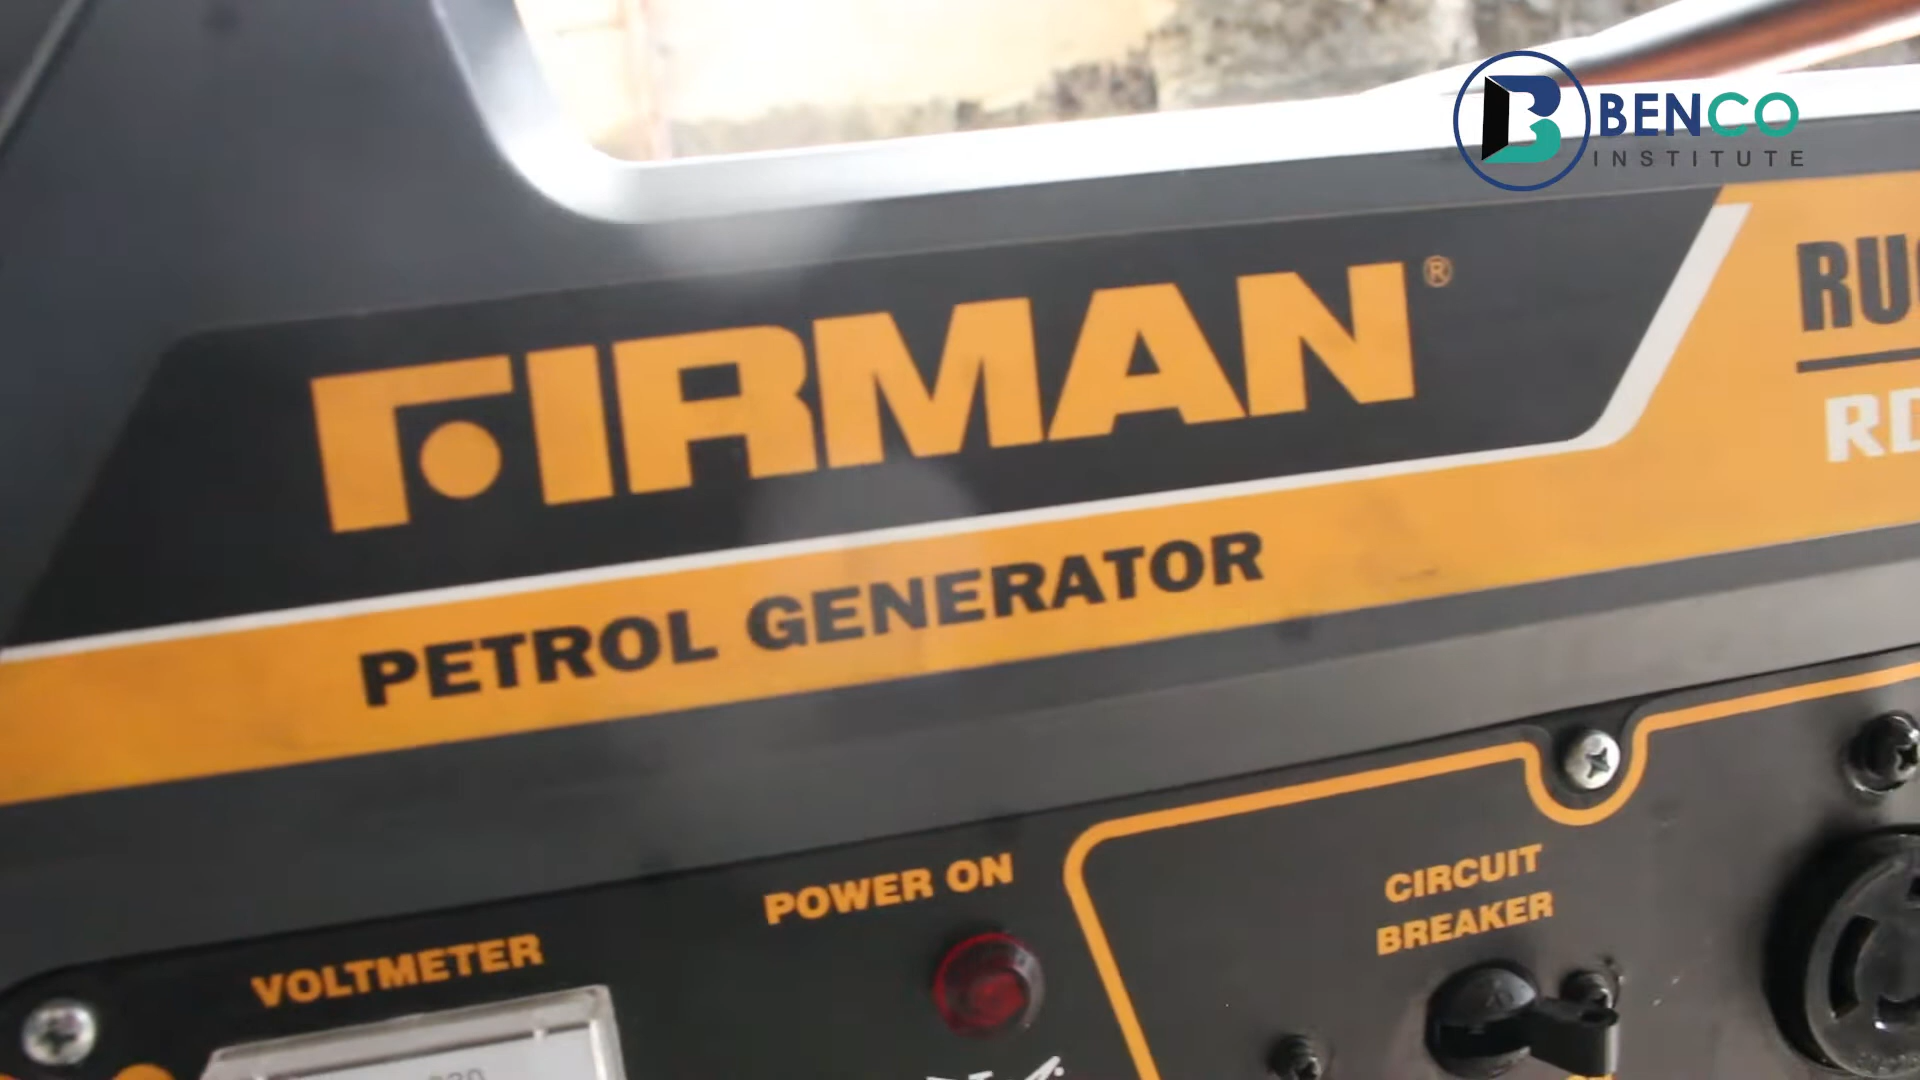 BENCO
INSTITUTE
FIRMAN®
PETROL GENERATOR
POWER ON
VOLTMETER
CIRCUIT
BREAKER